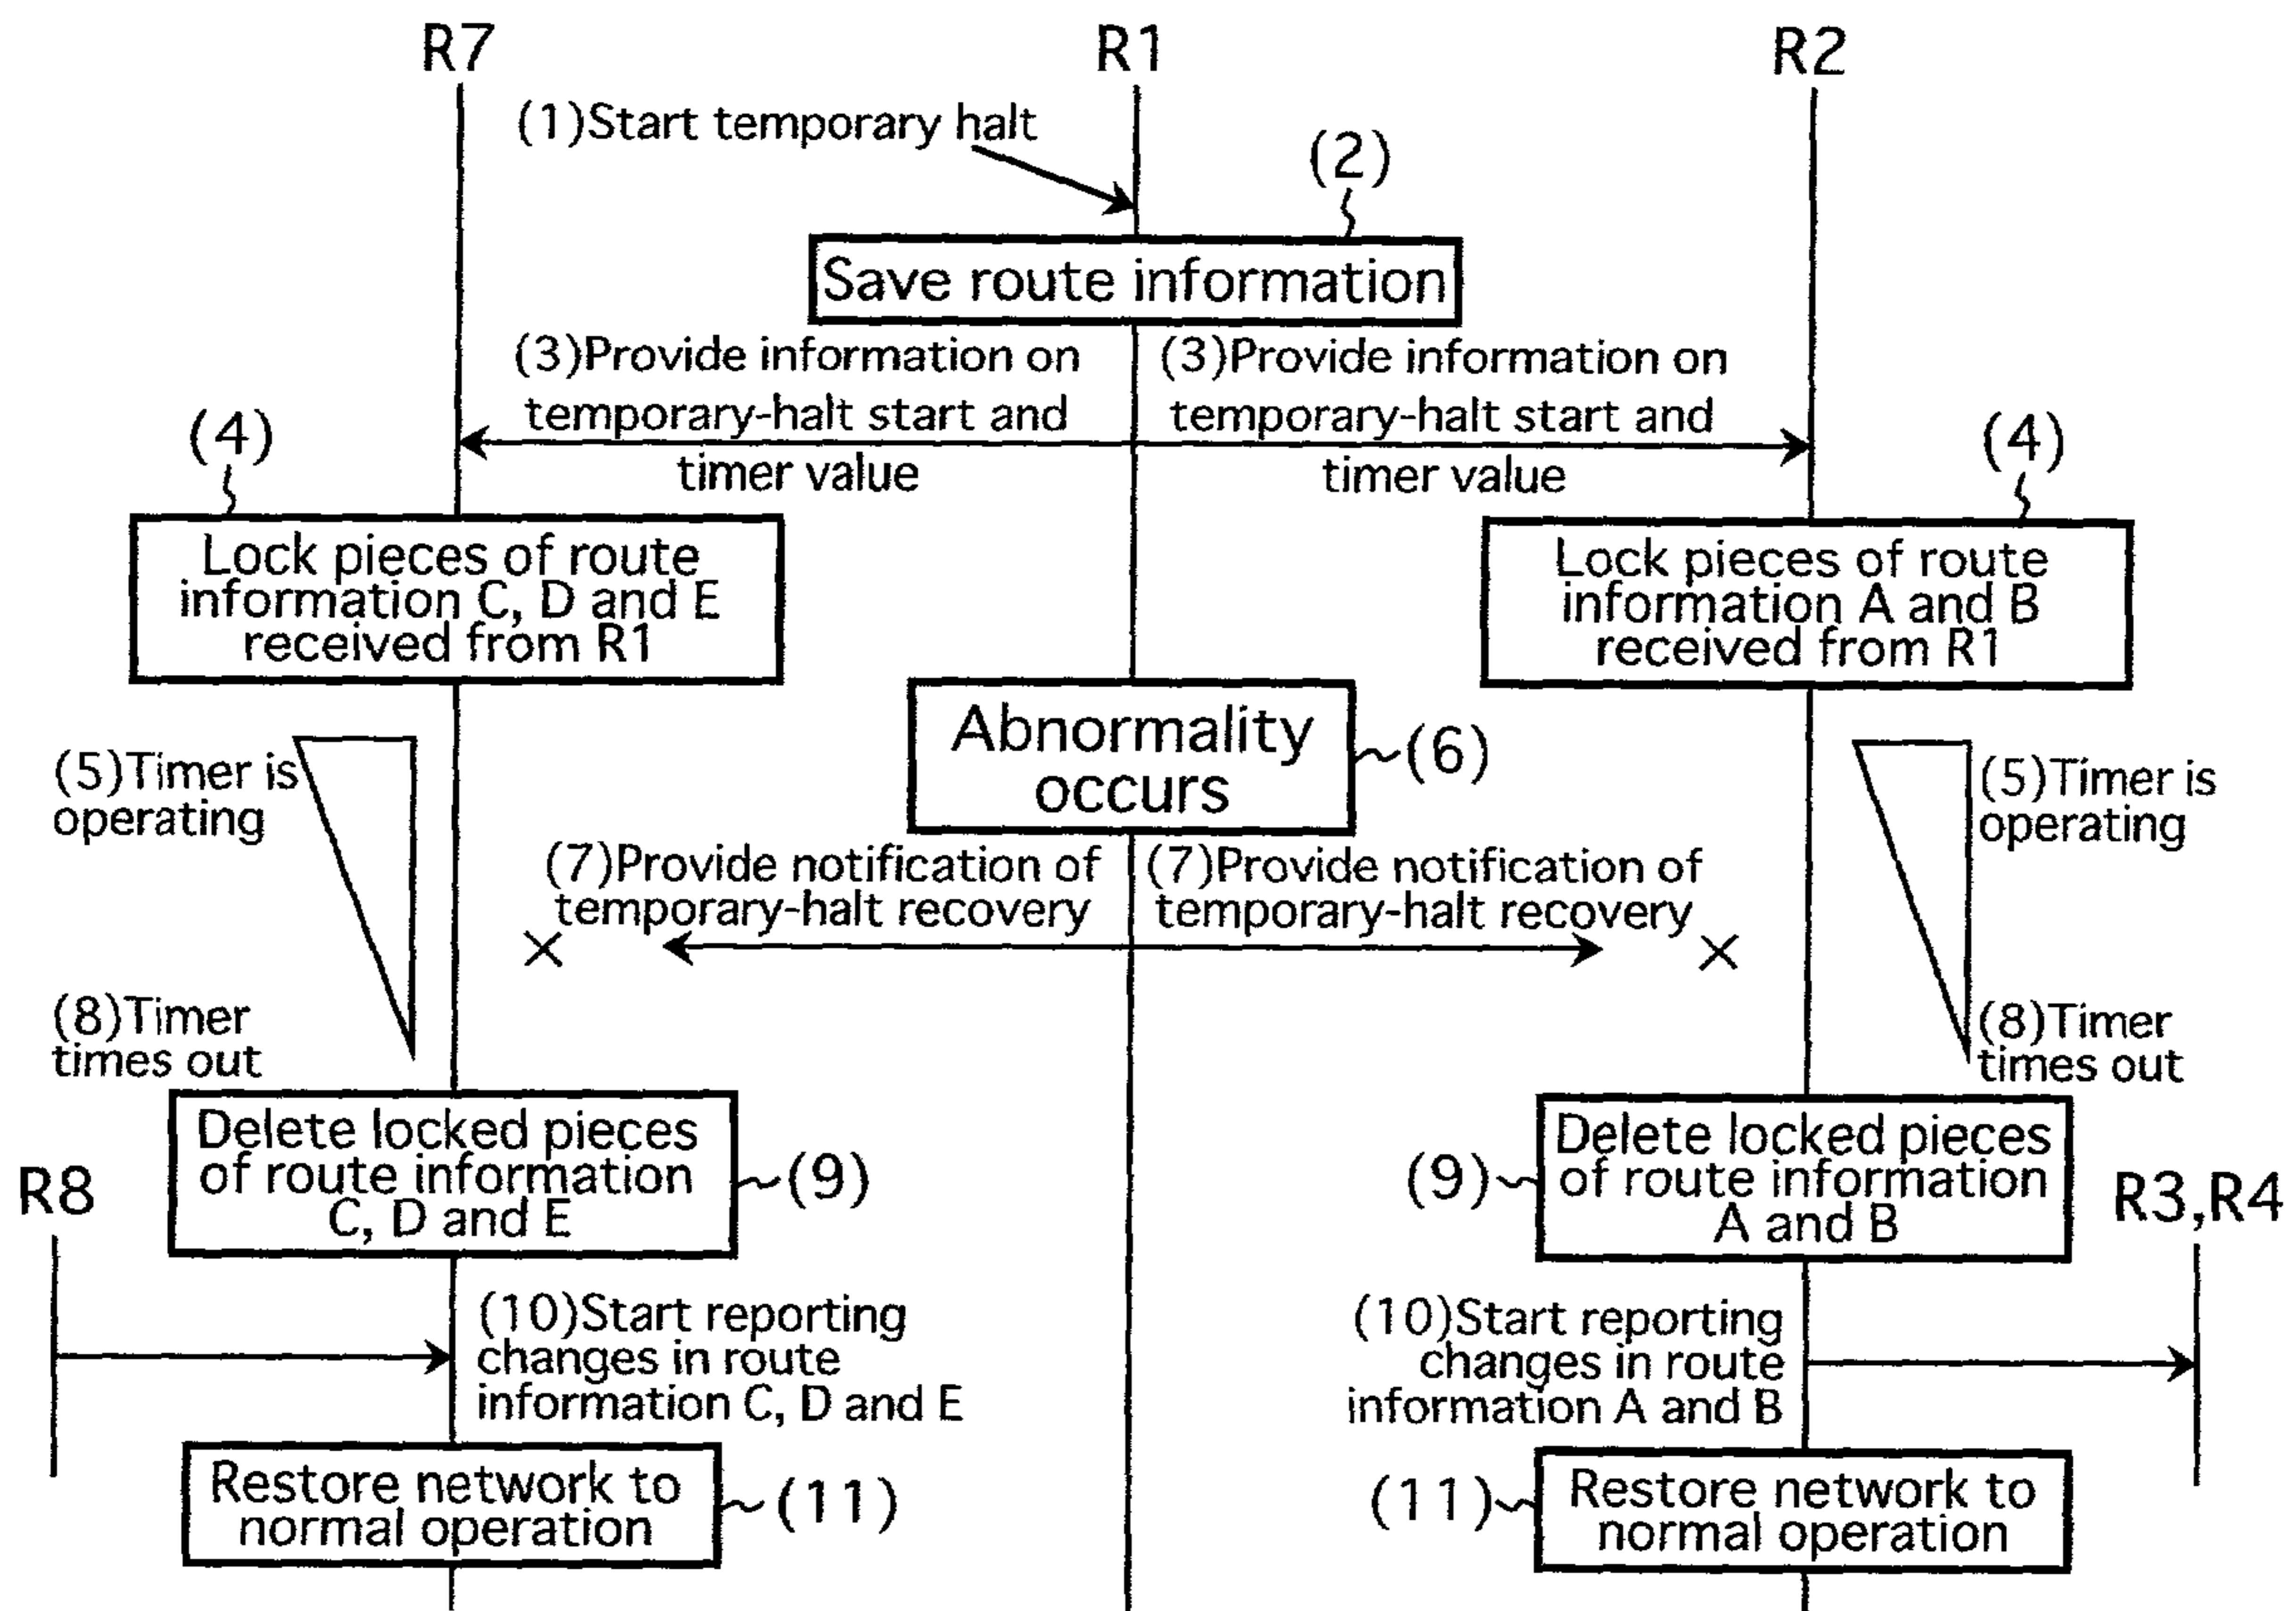 R7
R1
R2
(1)Start temporary halt
(2)
Save route information
(3)Provide information on
temporary-halt start and
timer value
(3)Provide information on
temporary-halt start and
timer value
(4)
(4)
Lock pieces of route
information C, D and E
received from R1
Lock pieces of route
information A and B
received from R1
Abnormality
occurs
(6)
(5)Timer is
operating
(5)Timer is
operating
(7)Provide notification of
temporary-halt recovery
(7)Provide notification of
temporary-halt recovery
(8)Timer
times out
(8)Timer
times out
R8
Delete locked pieces
of route information
C, D and E
(9)
(9)
Delete locked pieces
of route information
A and B
R3,R4
(10)Start reporting
changes in route
information C, D and E
(10)Start reporting
changes in route
information A and B
Restore network to
normal operation
(11)
(11)
Restore network to
normal operation